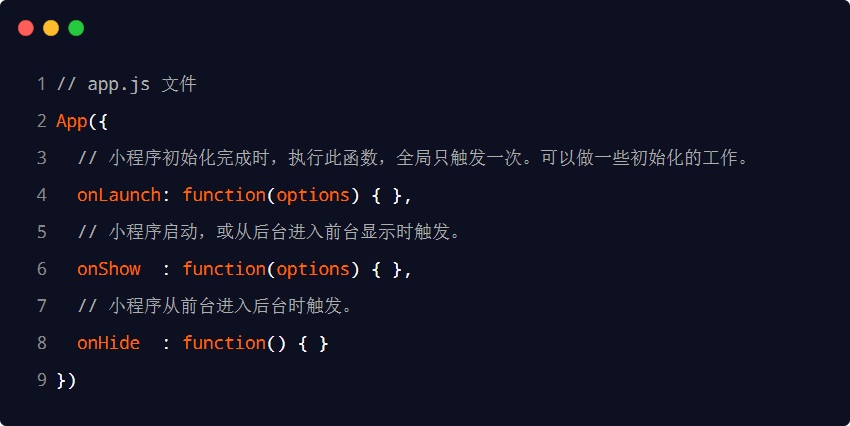 1 // app.js 文件
2 App({
3   // 小程序初始化完成时，执行此函数，全局只触发一次。可以做一些初始化的工作。
4   onLaunch: function(options) { },
5   // 小程序启动，或从后台进入前台显示时触发。
6   onShow  : function(options) { },
7   // 小程序从前台进入后台时触发。
8   onHide  : function() { }
9 })